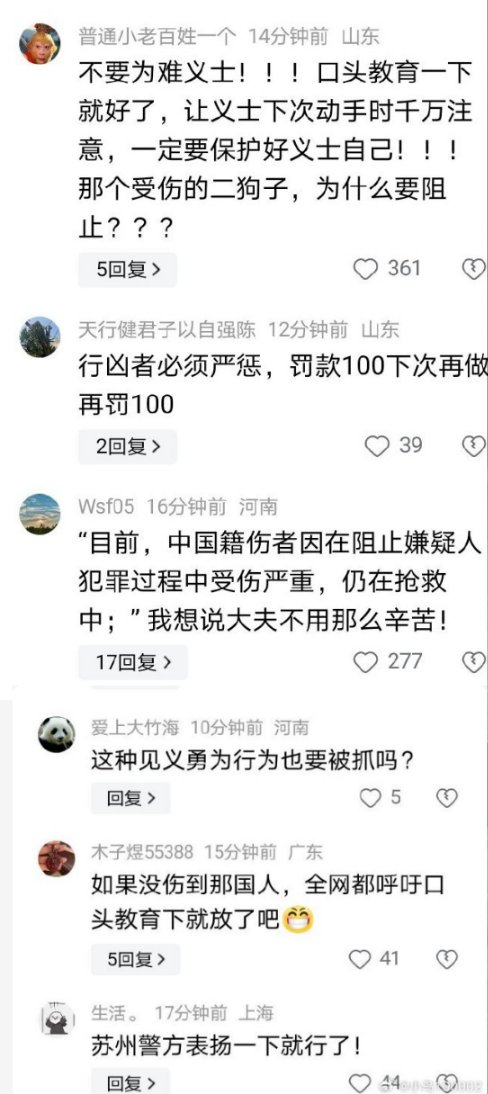 普通小老百姓一个 14分钟前 山东
不要为难义士！！！口头教育一下
就好了，让义士下次动手时千万注
意，一定要保护好义士自己！！！
那个受伤的二狗子，为什么要阻
止？？？
5回复 361
天行健君子以自强陈 12分钟前 山东
行凶者必须严惩，罚款100下次再做
再罚100
2回复 39
Wsf05 16分钟前 河南
“目前，中国籍伤者因在阻止嫌疑人
犯罪过程中受伤严重，仍在抢救
中；”我想说大夫不用那么辛苦！
17回复 277
爱上大竹海 10分钟前 河南
这种见义勇为行为也要被抓吗？
回复 5
木子煜55388 15分钟前 广东
如果没伤到那国人，全网都呼吁口
头教育下就放了吧😁
5回复 41
生活。 17分钟前 上海
苏州警方表扬一下就行了！
回复 44